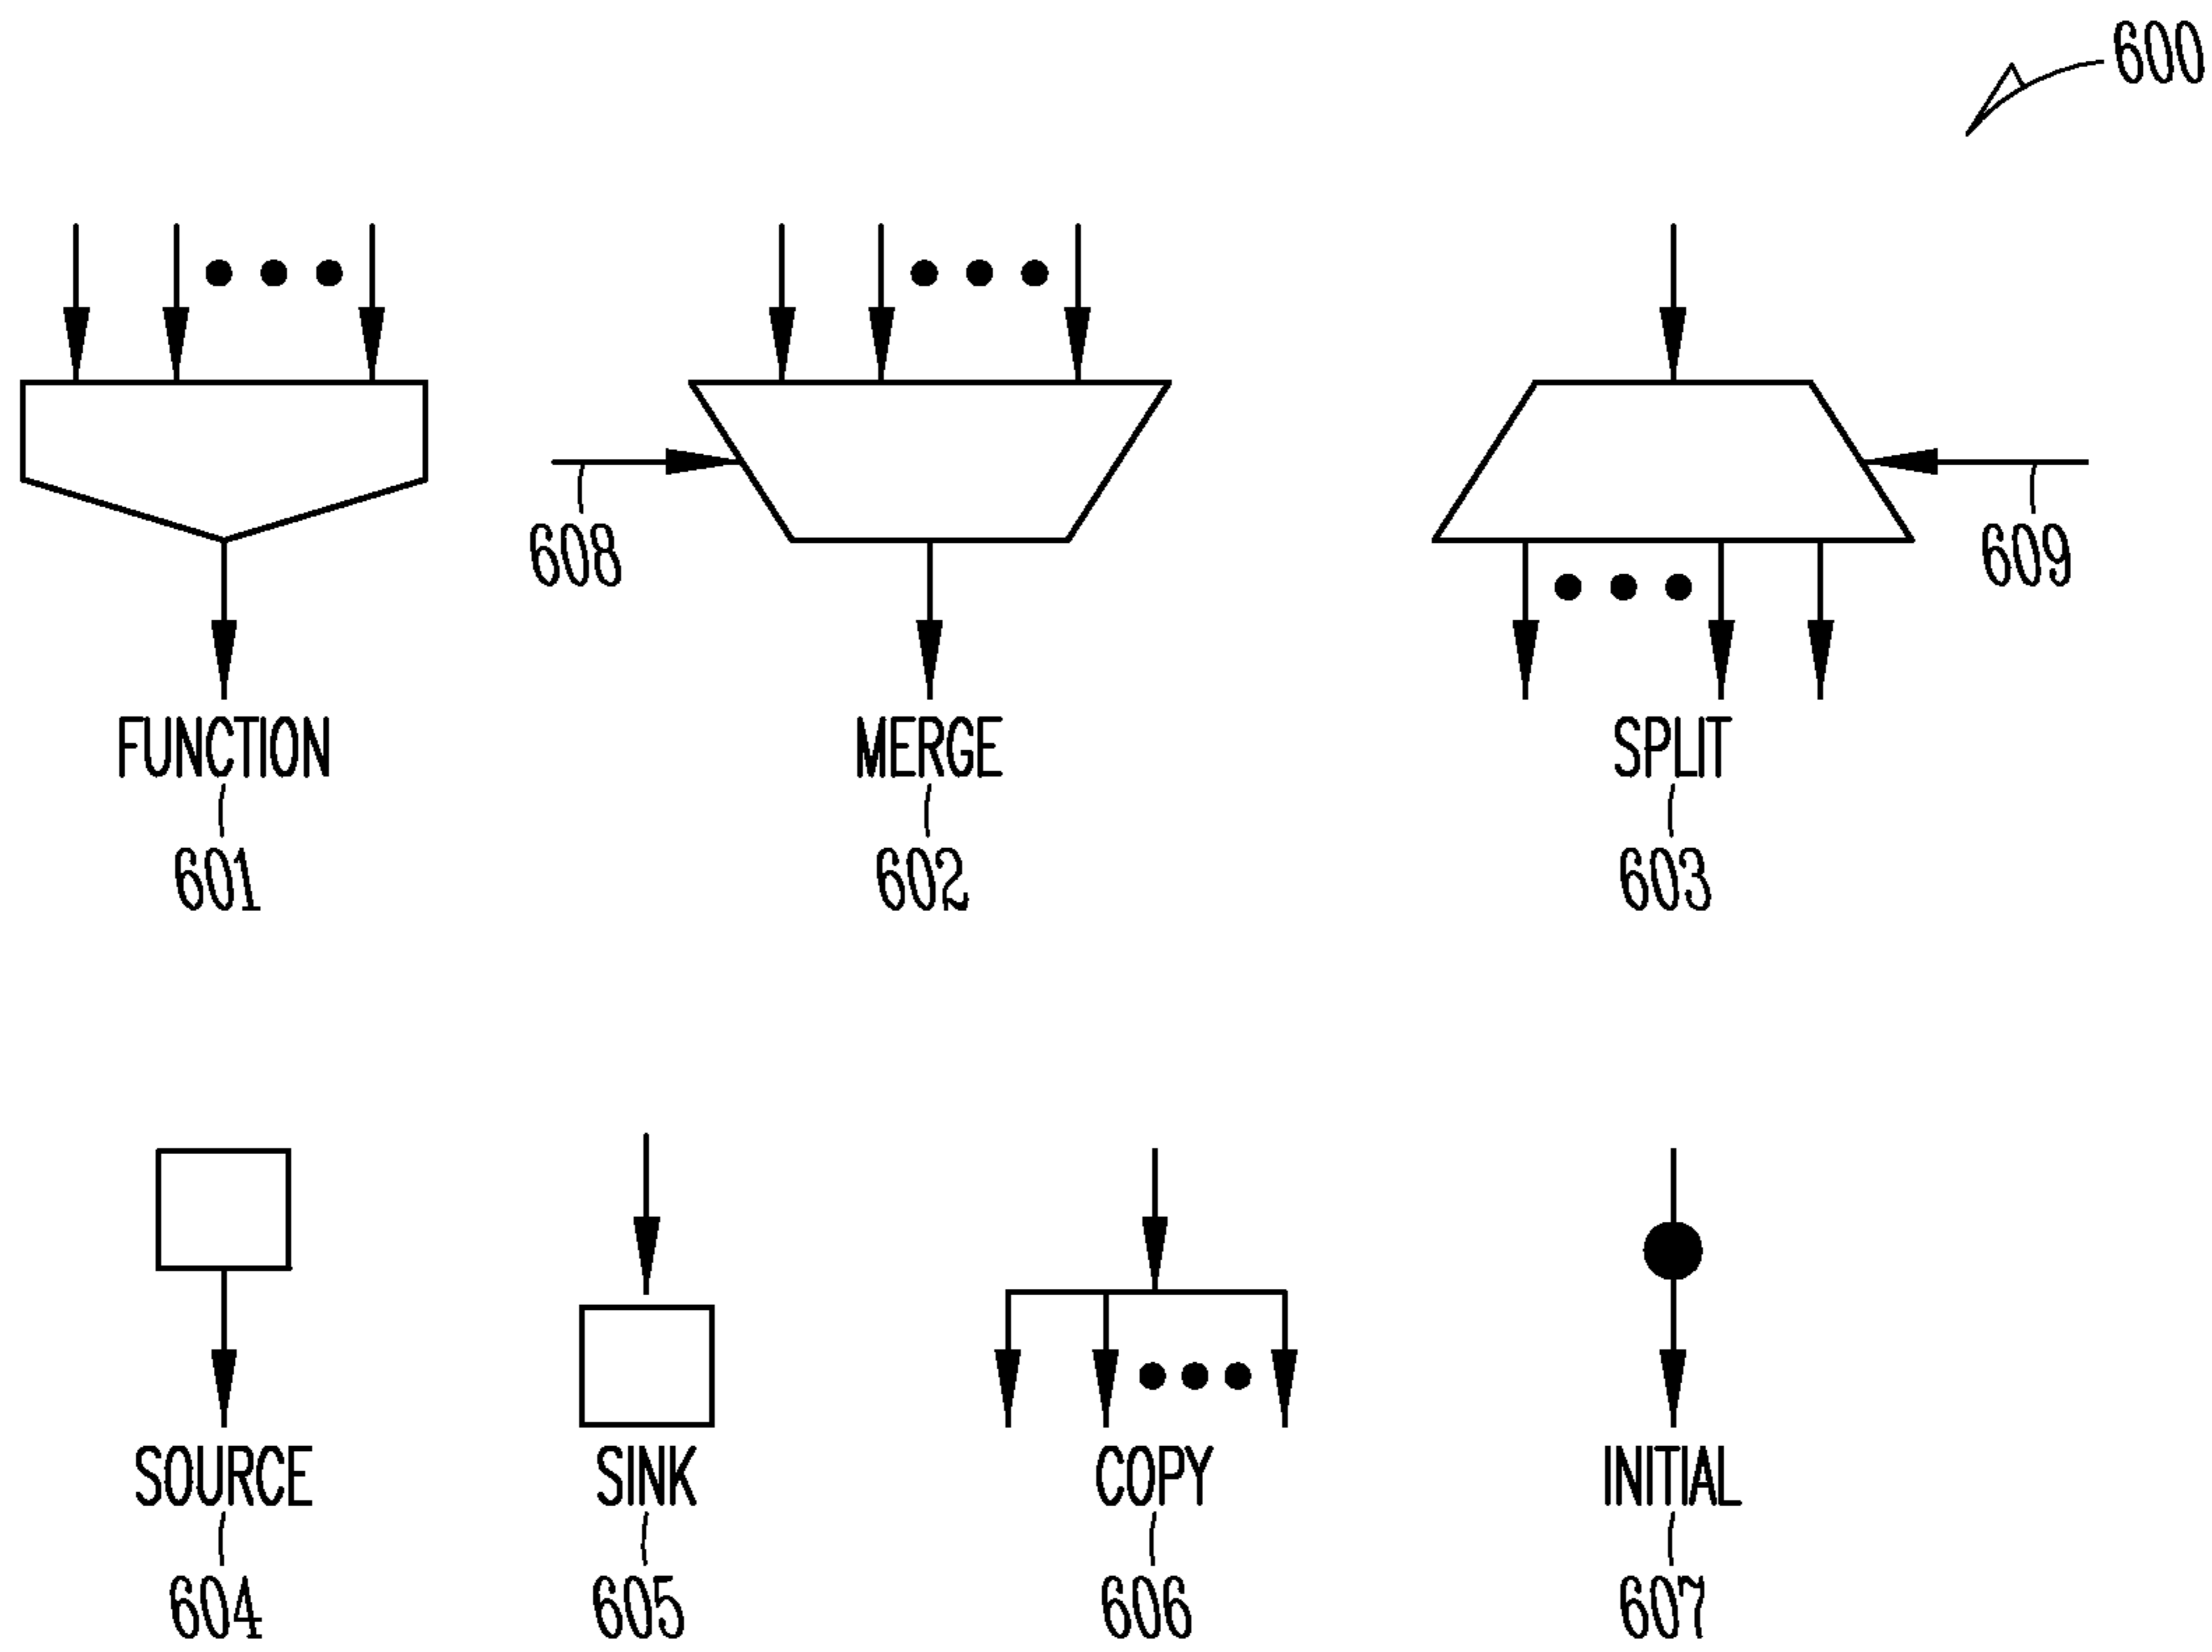 600
608
609
FUNCTION
MERGE
SPLIT
601
602
603
SOURCE
SINK
COPY
INITIAL
604
605
606
607